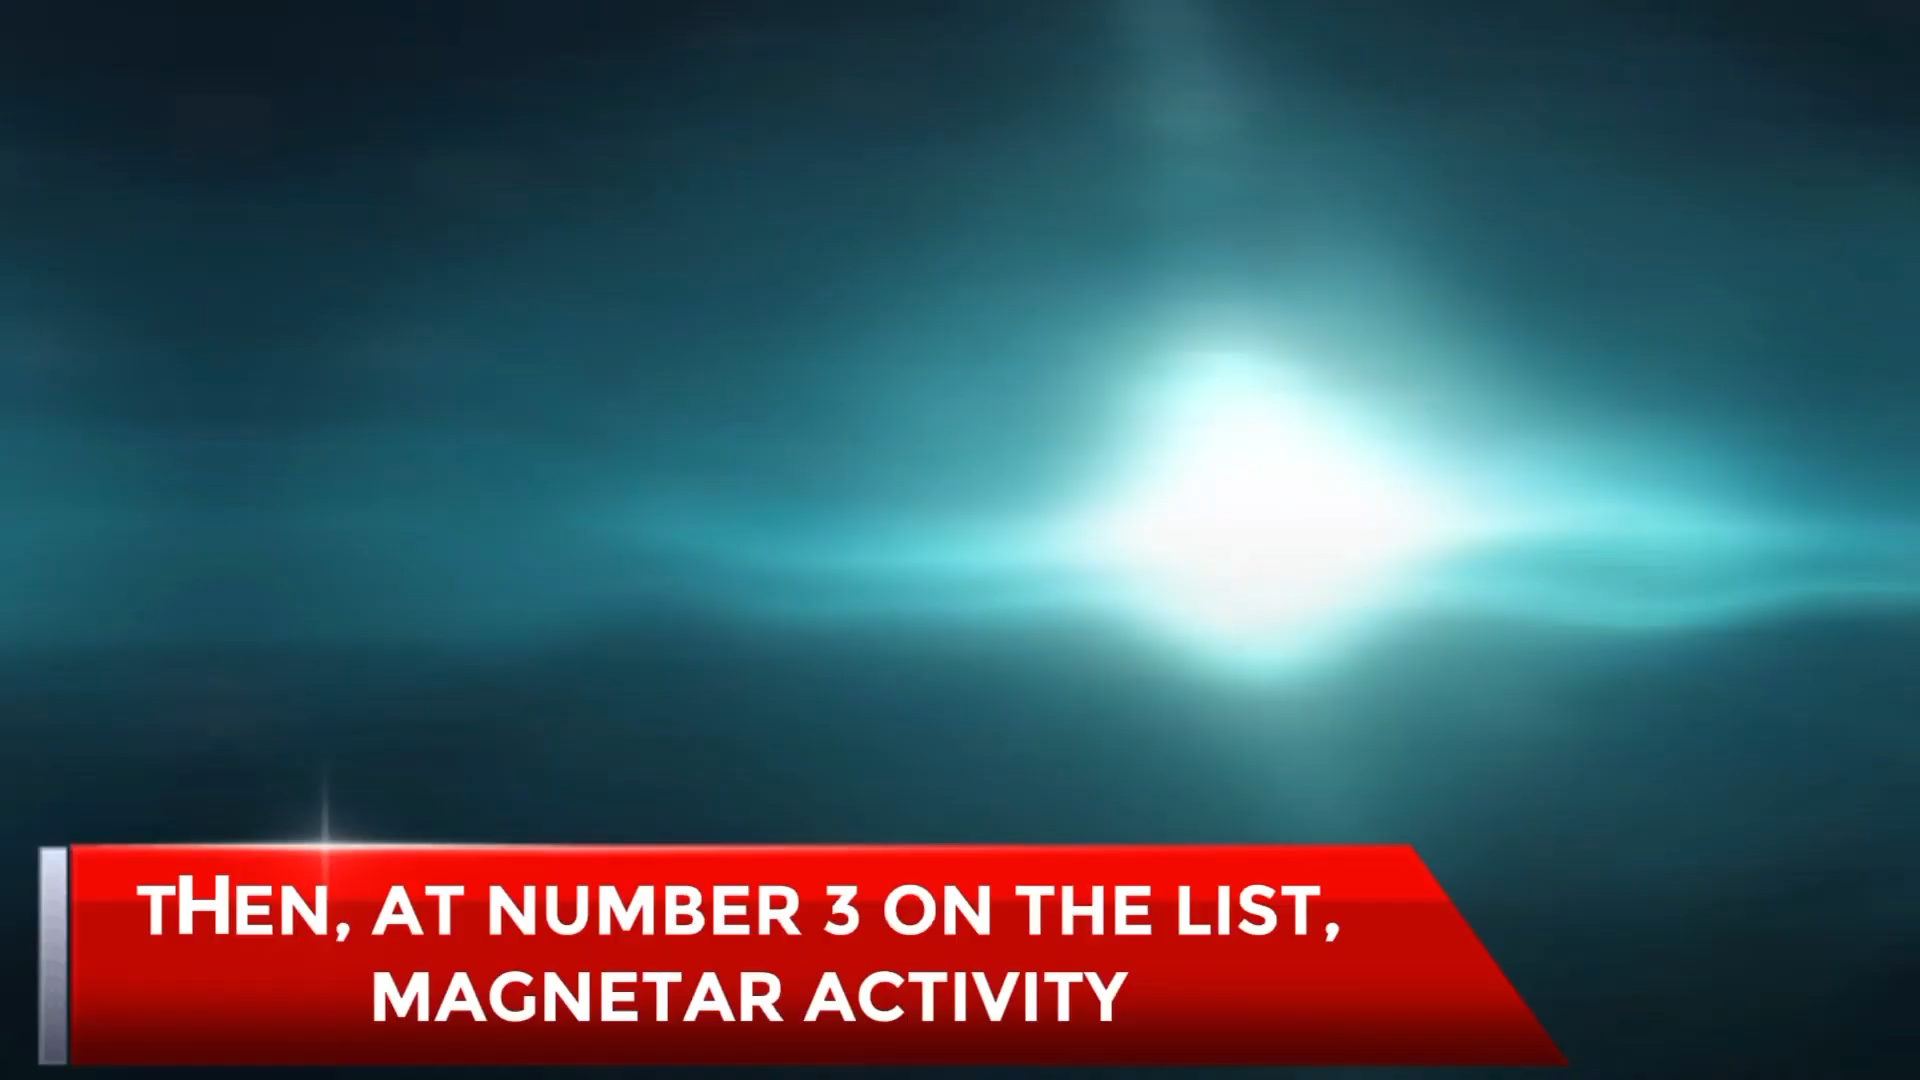 THEN, AT NUMBER 3 ON THE LIST,
MAGNETAR ACTIVITY